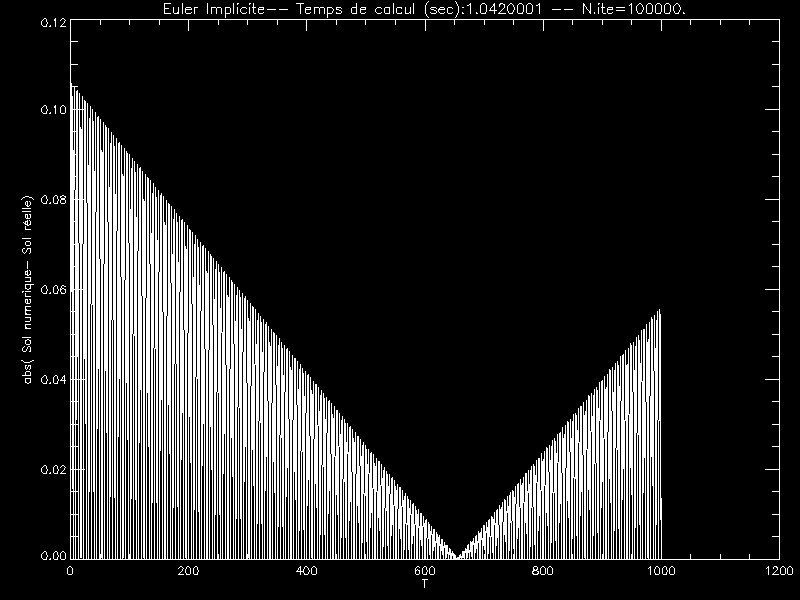 Euler Implicite-- Temps de calcul (sec):1.0420001 -- N.ite=100000.
0.12
0.10
0.08
0.06
0.04
0.02
0.00
abs( Sol numerique- Sol réelle)
0 200 400 600 800 1000 1200
T